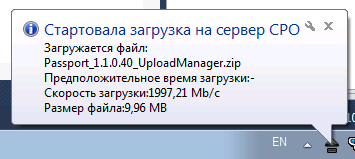 Стартовала загрузка на сервер СРО
Загружается файл:
Passport_1.1.0.40_UploadManager.zip
Предположительное время загрузки:-
Скорость загрузки:1997,21 Mb/c
Размер файла:9,96 MB
EN